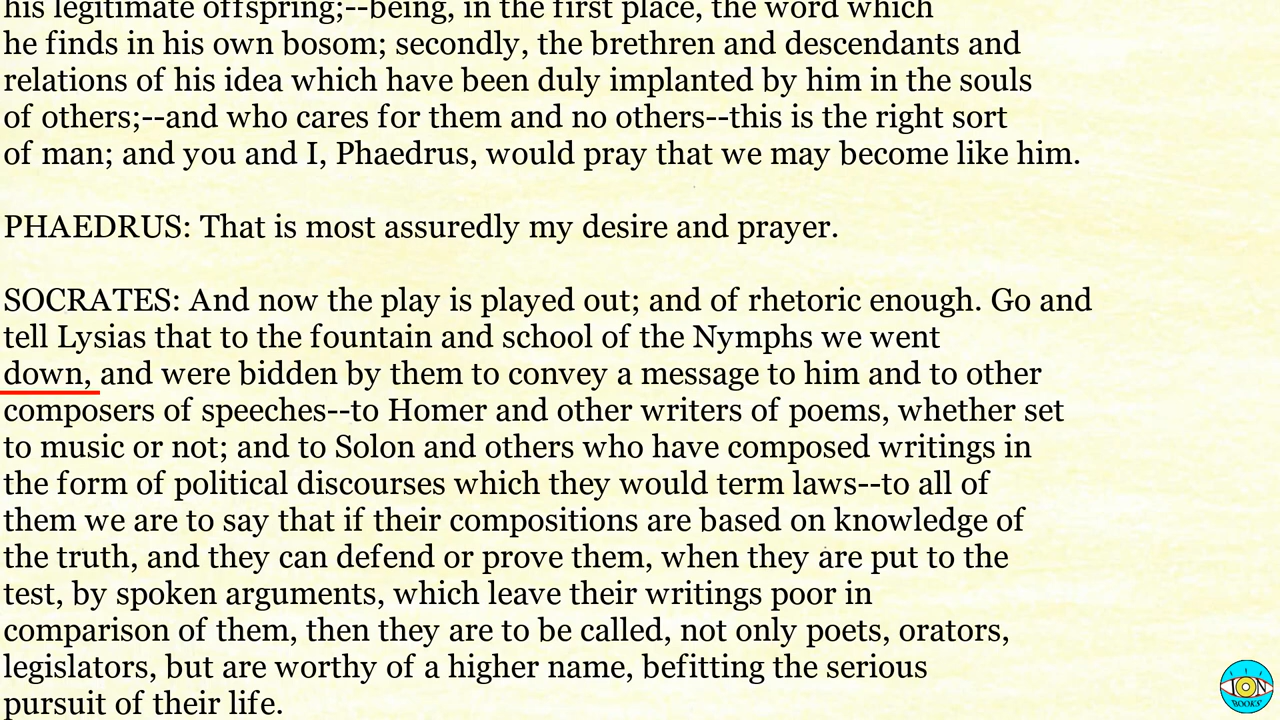 his legitimate offspring;--being, in the first place, the word which
he finds in his own bosom; secondly, the brethren and descendants and
relations of his idea which have been duly implanted by him in the souls
of others;--and who cares for them and no others--this is the right sort
of man; and you and I, Phaedrus, would pray that we may become like him.
PHAEDRUS: That is most assuredly my desire and prayer.
SOCRATES: And now the play is played out; and of rhetoric enough. Go and
tell Lysias that to the fountain and school of the Nymphs we went
down, and were bidden by them to convey a message to him and to other
composers of speeches--to Homer and other writers of poems, whether set
to music or not; and to Solon and others who have composed writings in
the form of political discourses which they would term laws--to all of
them we are to say that if their compositions are based on knowledge of
the truth, and they can defend or prove them, when they are put to the
test, by spoken arguments, which leave their writings poor in
comparison of them, then they are to be called, not only poets, orators,
legislators, but are worthy of a higher name, befitting the serious
pursuit of their life.
ION
BOOKS